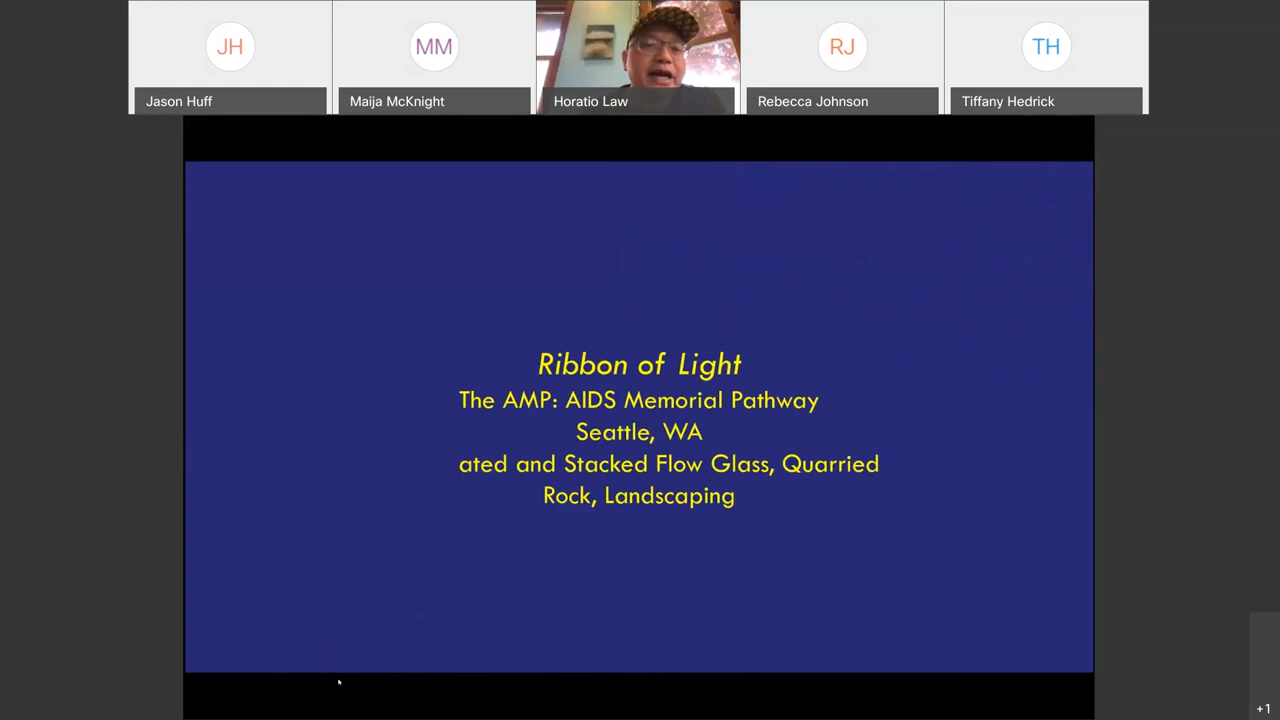 JH
MM
RJ
TH
Jason Huff
Maija McKnight
Horatio Law
Rebecca Johnson
Tiffany Hedrick
Ribbon of Light
The AMP: AIDS Memorial Pathway
Seattle, WA
ated and Stacked Flow Glass, Quarried
Rock, Landscaping
+1